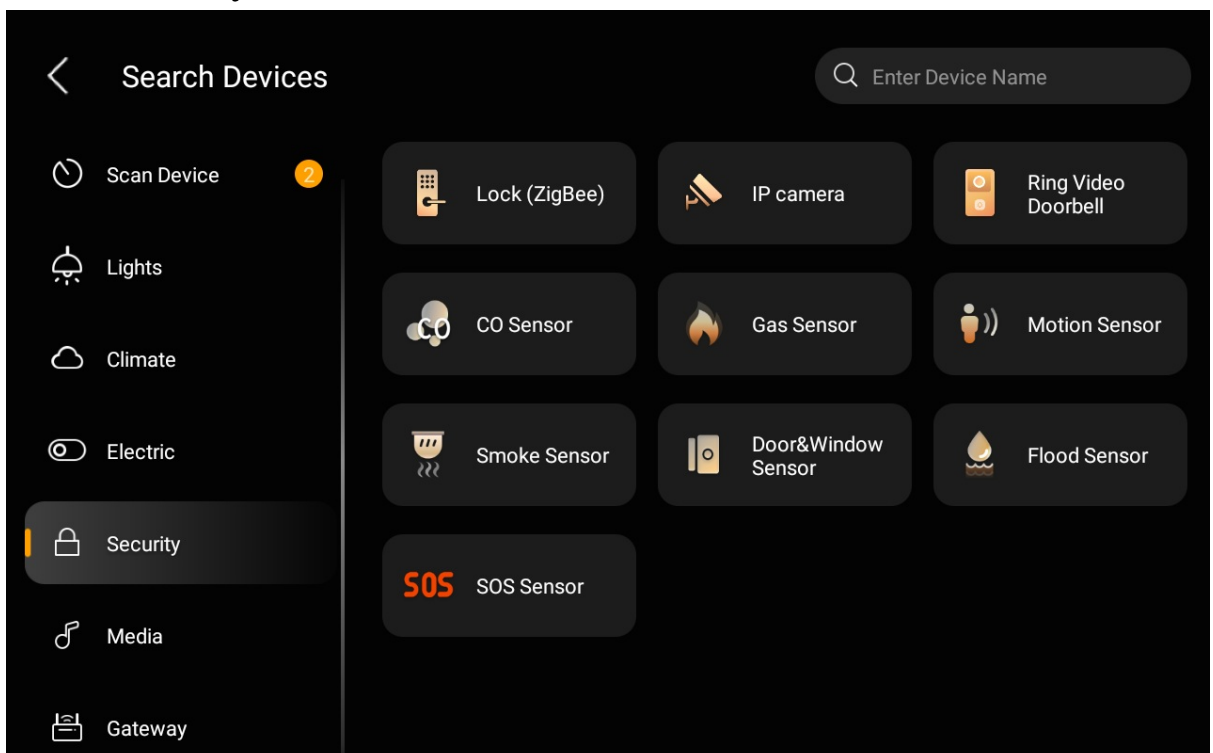 Search Devices
Enter Device Name
Scan Device
2
Lights
Climate
Electric
Security
Media
Gateway
Lock (ZigBee)
IP camera
Ring Video
Doorbell
CO
CO Sensor
Gas Sensor
Motion Sensor
Smoke Sensor
Door&Window
Sensor
Flood Sensor
SOS
SOS Sensor